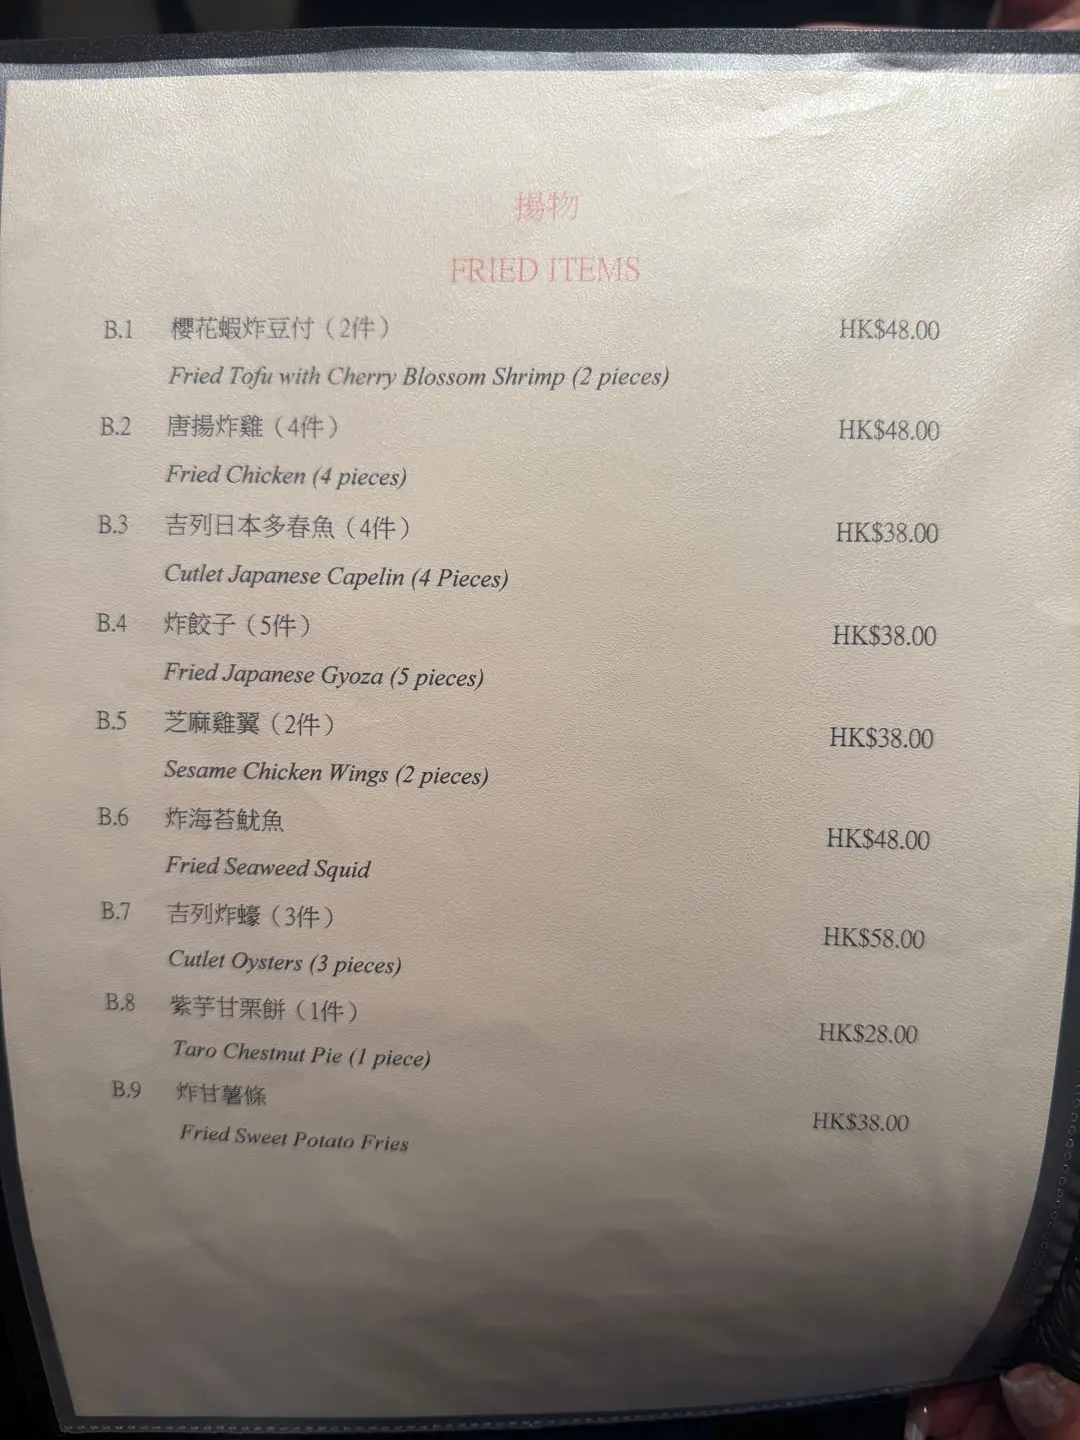 揚物
FRIED ITEMS
B.1 櫻花蝦炸豆付（2件） HK$48.00
Fried Tofu with Cherry Blossom Shrimp (2 pieces)
B.2 唐揚炸雞（4件） HK$48.00
Fried Chicken (4 pieces)
B.3 吉列日本多春魚（4件） HK$38.00
Cutlet Japanese Capelin (4 Pieces)
B.4 炸餃子（5件） HK$38.00
Fried Japanese Gyoza (5 pieces)
B.5 芝麻雞翼（2件） HK$38.00
Sesame Chicken Wings (2 pieces)
B.6 炸海苔魷魚 HK$48.00
Fried Seaweed Squid
B.7 吉列炸蠔（3件） HK$58.00
Cutlet Oysters (3 pieces)
B.8 紫芋甘栗餅（1件） HK$28.00
Taro Chestnut Pie (1 piece)
B.9 炸甘薯條 HK$38.00
Fried Sweet Potato Fries